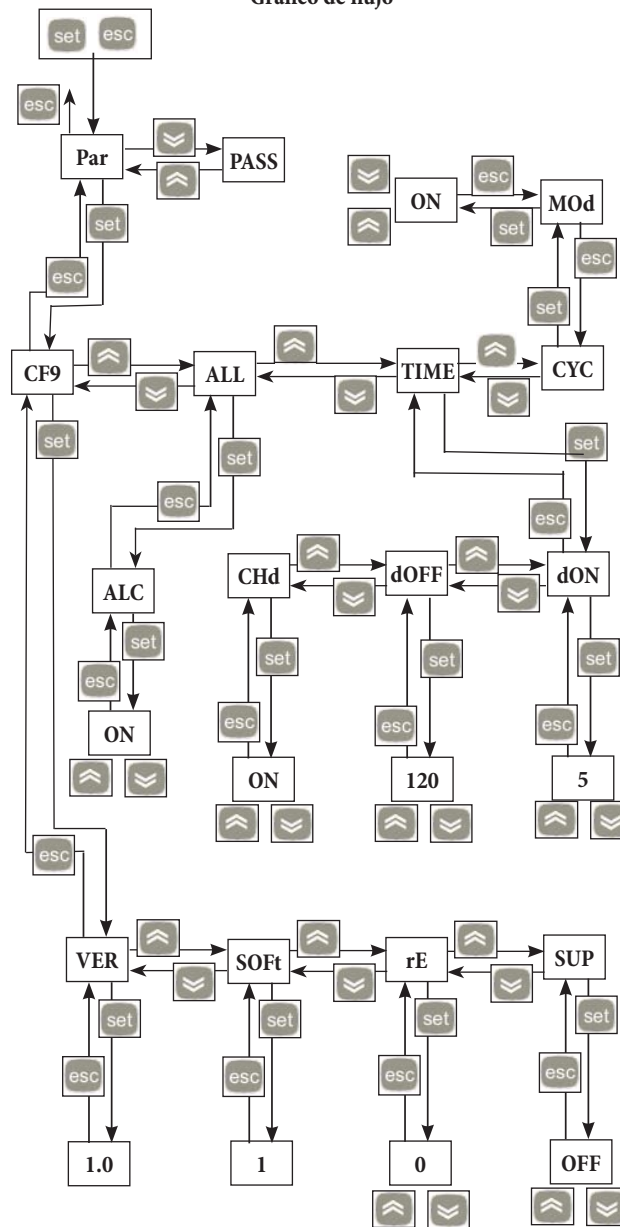 Gráfico de flujo
set esc
esc
Par PASS
set
esc
ON esc MOd
set
esc
set
CF9 ALL TIME CYC
set
set
set
esc
esc
ALC CHd dOFF dON
set
esc
set
esc
set
esc
set
esc
ON ON 120 5
esc
VER SOFt rE SUP
set set set set
esc esc esc esc
1.0 1 0 OFF